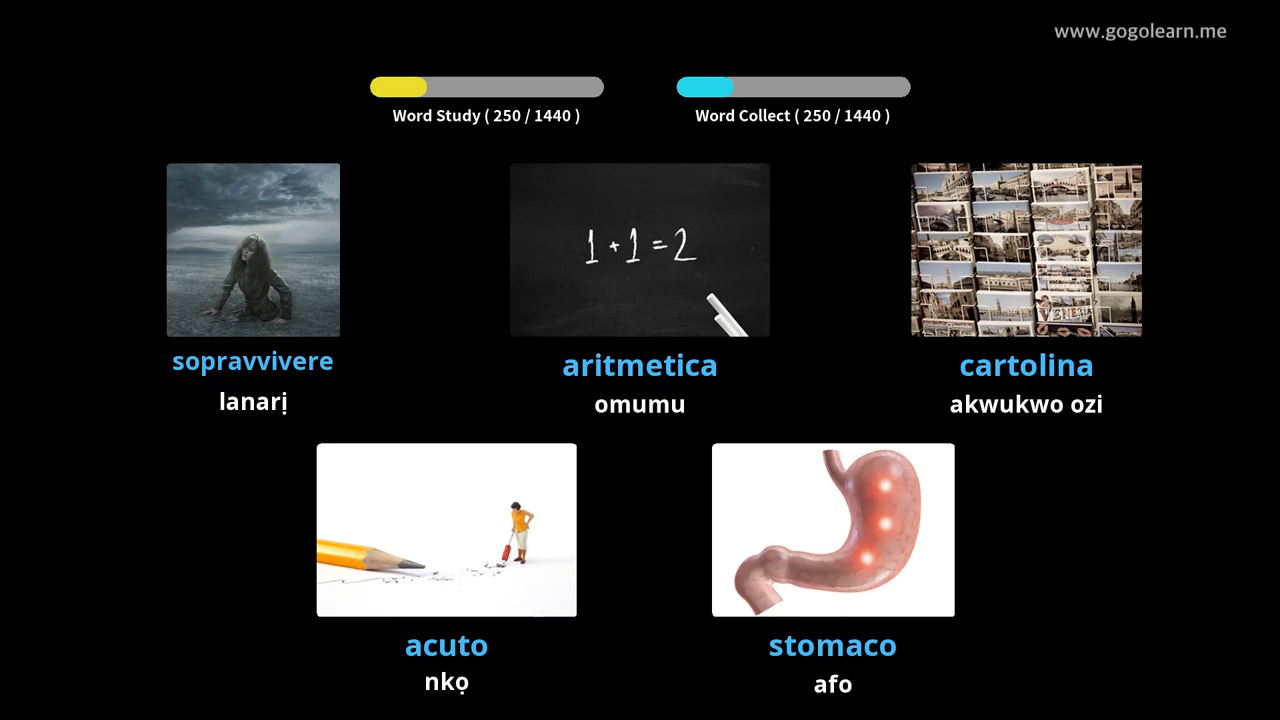 www.gogolearn.me
Word Study ( 250 / 1440 )
Word Collect ( 250 / 1440 )
1 + 1 = 2
VENEZIA
sopravvivere
lanarị
aritmetica
omumu
cartolina
akwukwo ozi
acuto
nkọ
stomaco
afo